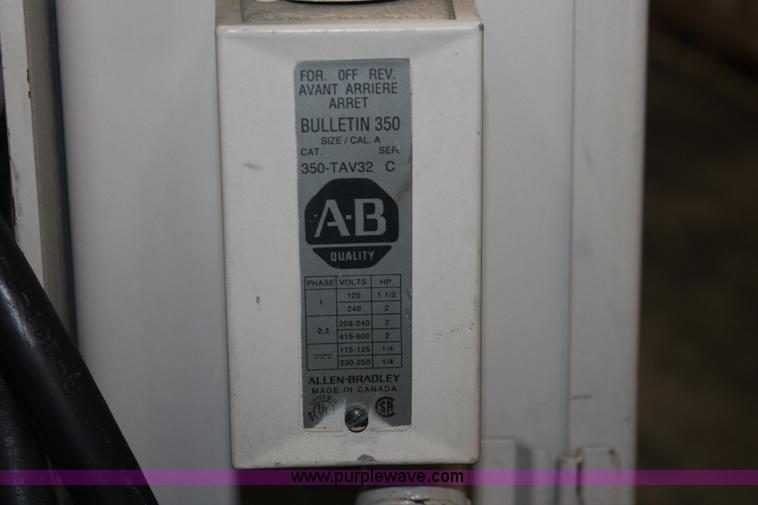 FOR. OFF REV.
AVANT ARRIERE
ARRET
BULLETIN 350
SIZE / CAL. A
CAT. SER.
350-TAV32 C
A-B
QUALITY
PHASE VOLTS HP.
1 120 1 1/2
240 2
2,3 208-240 2
415-600 2
115-125 1/4
230-250 1/4
ALLEN-BRADLEY
MADE IN CANADA
UL SA
www.purplewave.com